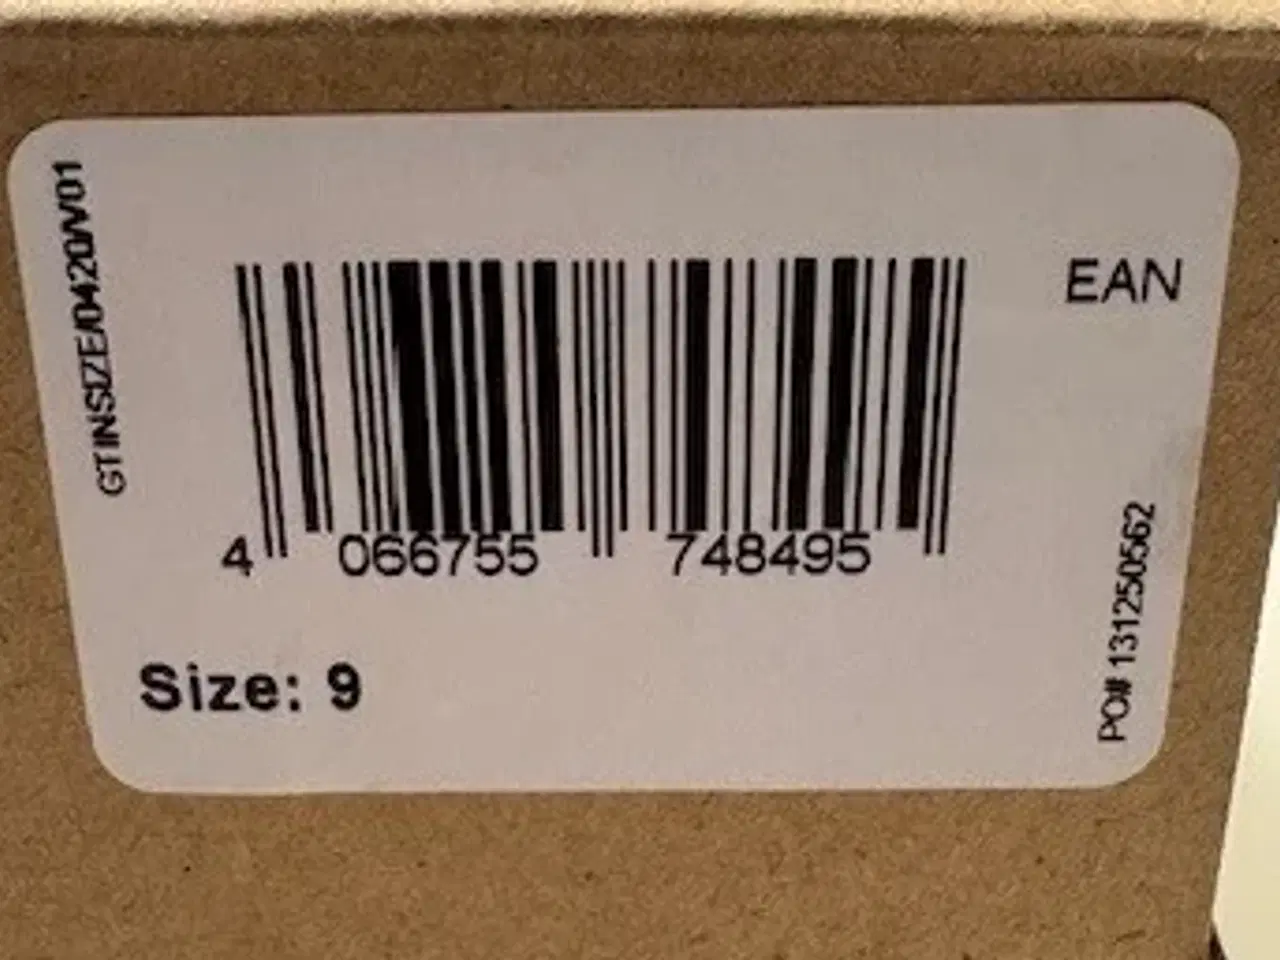 GTINSIZE/0420/V01
EAN
4 066755 748495
Size: 9
PO# 131250562